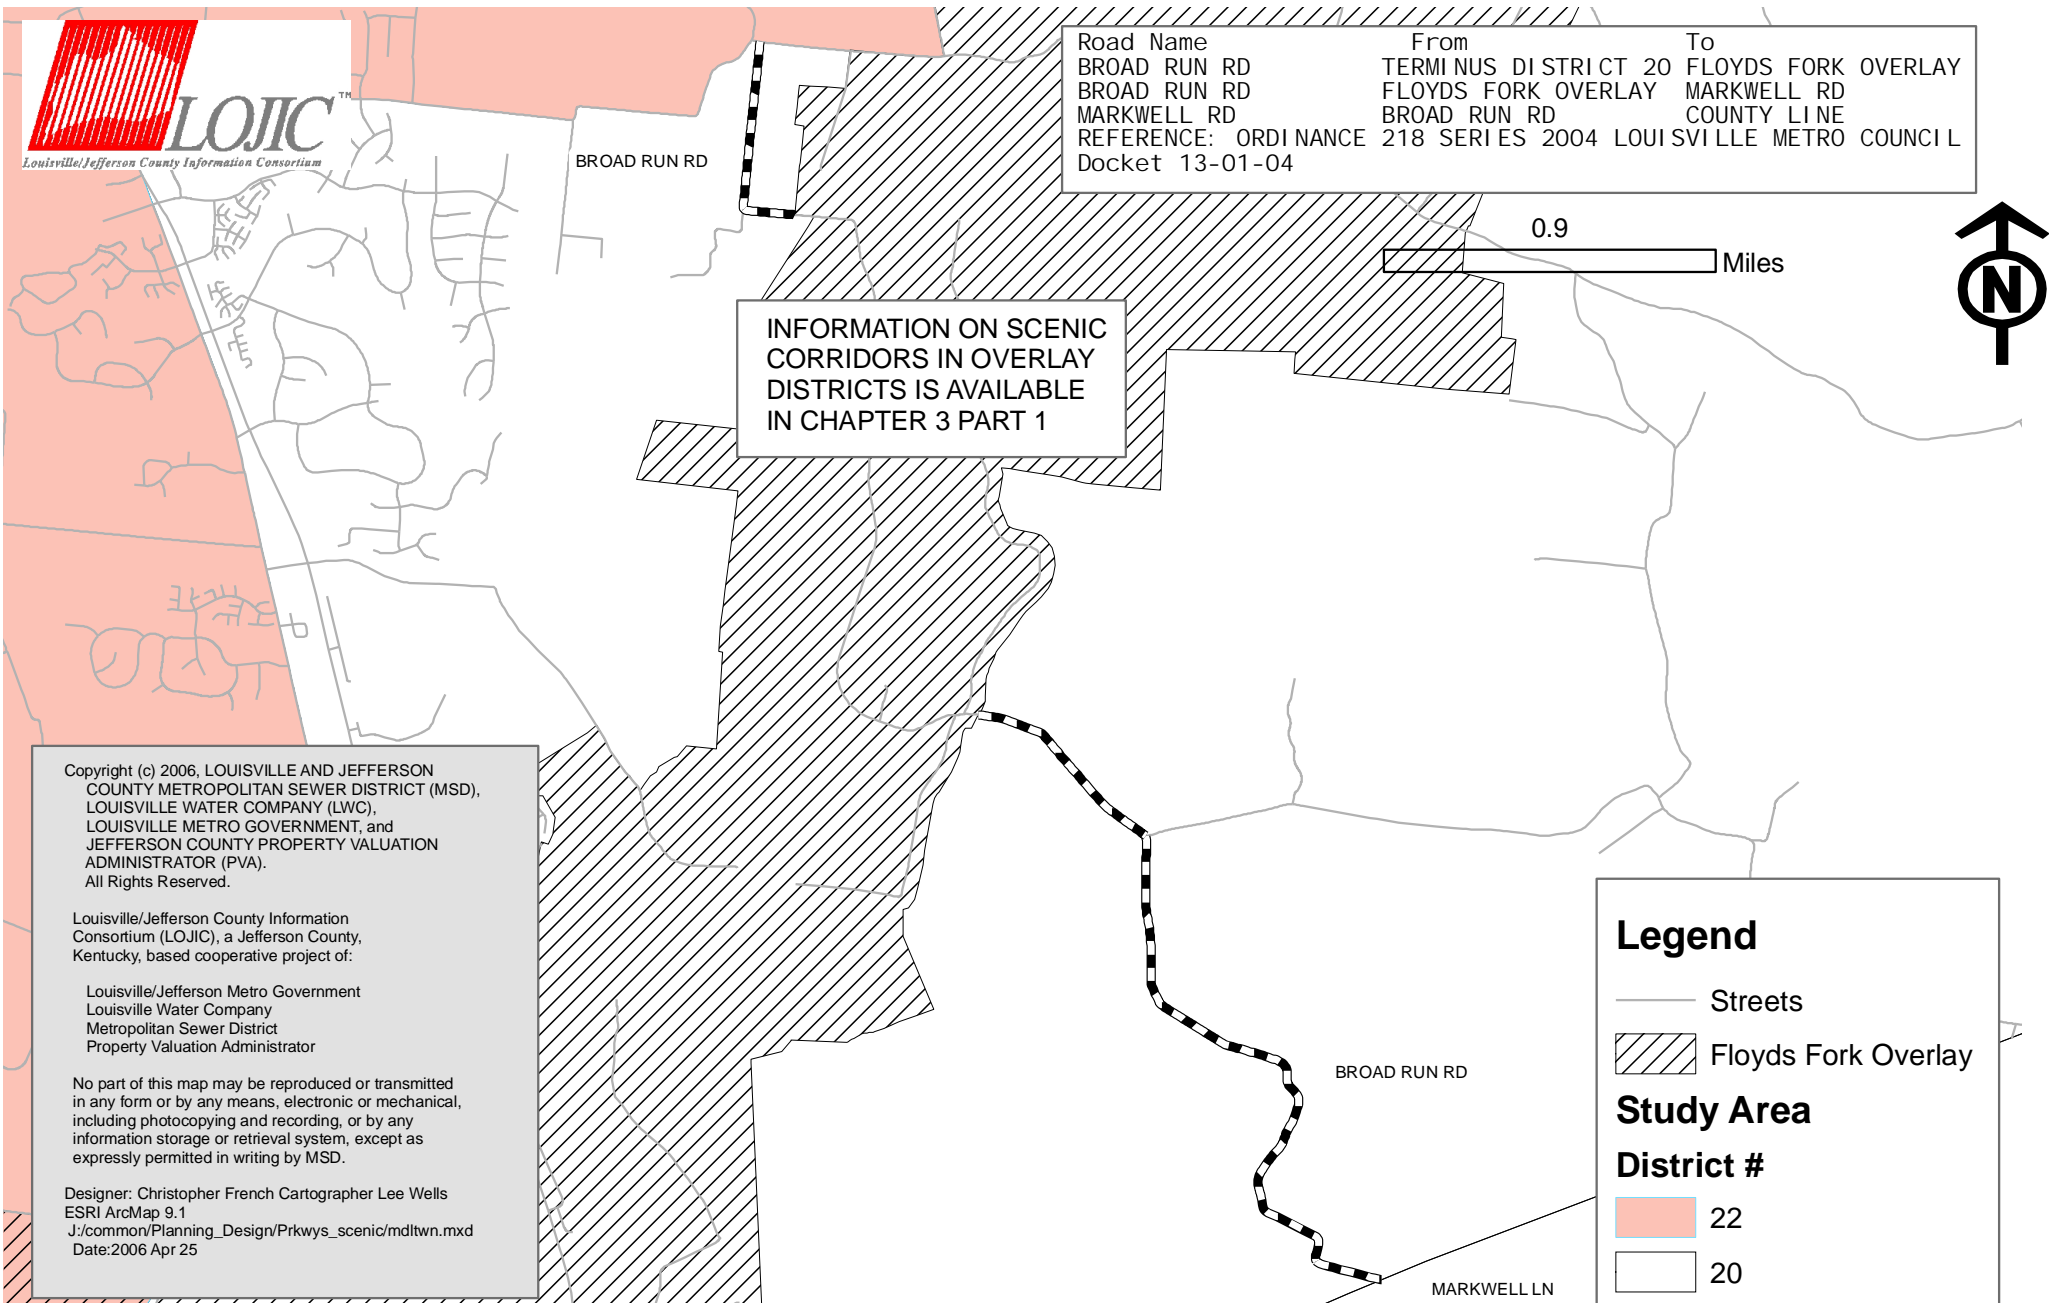 LOJIC™
Louisville/Jefferson County Information Consortium
Road Name From To
BROAD RUN RD TERMINUS DISTRICT 20 FLOYDS FORK OVERLAY
BROAD RUN RD FLOYDS FORK OVERLAY MARKWELL RD
MARKWELL RD BROAD RUN RD COUNTY LINE
REFERENCE: ORDINANCE 218 SERIES 2004 LOUISVILLE METRO COUNCIL
Docket 13-01-04
BROAD RUN RD
0.9
Miles
N
INFORMATION ON SCENIC
CORRIDORS IN OVERLAY
DISTRICTS IS AVAILABLE
IN CHAPTER 3 PART 1
Copyright (c) 2006, LOUISVILLE AND JEFFERSON
COUNTY METROPOLITAN SEWER DISTRICT (MSD),
LOUISVILLE WATER COMPANY (LWC),
LOUISVILLE METRO GOVERNMENT, and
JEFFERSON COUNTY PROPERTY VALUATION
ADMINISTRATOR (PVA).
All Rights Reserved.
Louisville/Jefferson County Information
Consortium (LOJIC), a Jefferson County,
Kentucky, based cooperative project of:
Louisville/Jefferson Metro Government
Louisville Water Company
Metropolitan Sewer District
Property Valuation Administrator
No part of this map may be reproduced or transmitted
in any form or by any means, electronic or mechanical,
including photocopying and recording, or by any
information storage or retrieval system, except as
expressly permitted in writing by MSD.
Designer: Christopher French Cartographer Lee Wells
ESRI ArcMap 9.1
J:/common/Planning_Design/Prkwys_scenic/mdltwn.mxd
Date:2006 Apr 25
BROAD RUN RD
MARKWELL LN
Legend
Streets
Floyds Fork Overlay
Study Area
District #
22
20